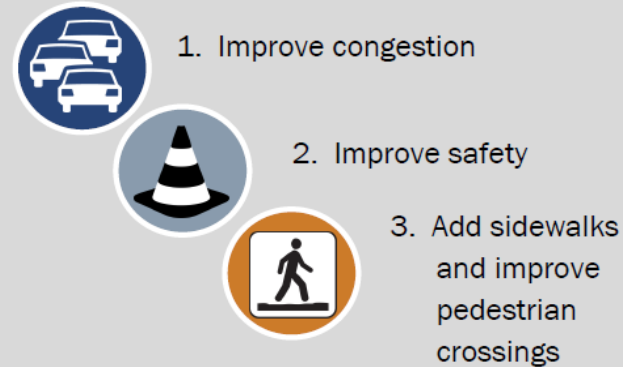 1. Improve congestion
2. Improve safety
3. Add sidewalks
and improve
pedestrian
crossings